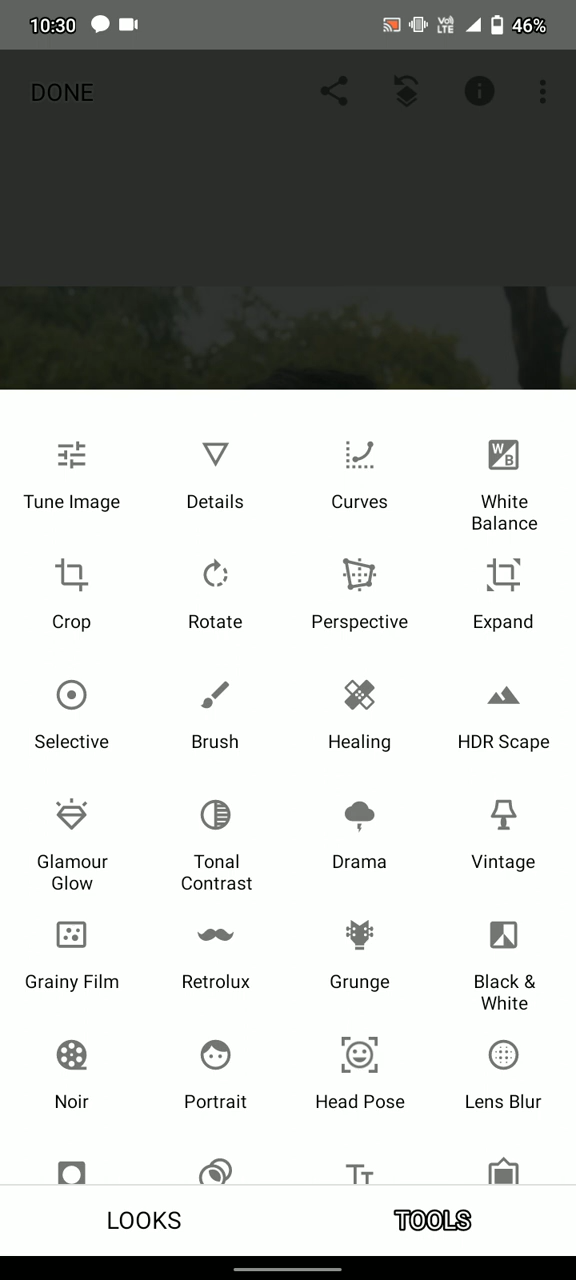 10:30 Vo) LTE 46%
DONE
Tune Image Details Curves White Balance
Crop Rotate Perspective Expand
Selective Brush Healing HDR Scape
Glamour Glow Tonal Contrast Drama Vintage
Grainy Film Retrolux Grunge Black & White
Noir Portrait Head Pose Lens Blur
LOOKS TOOLS